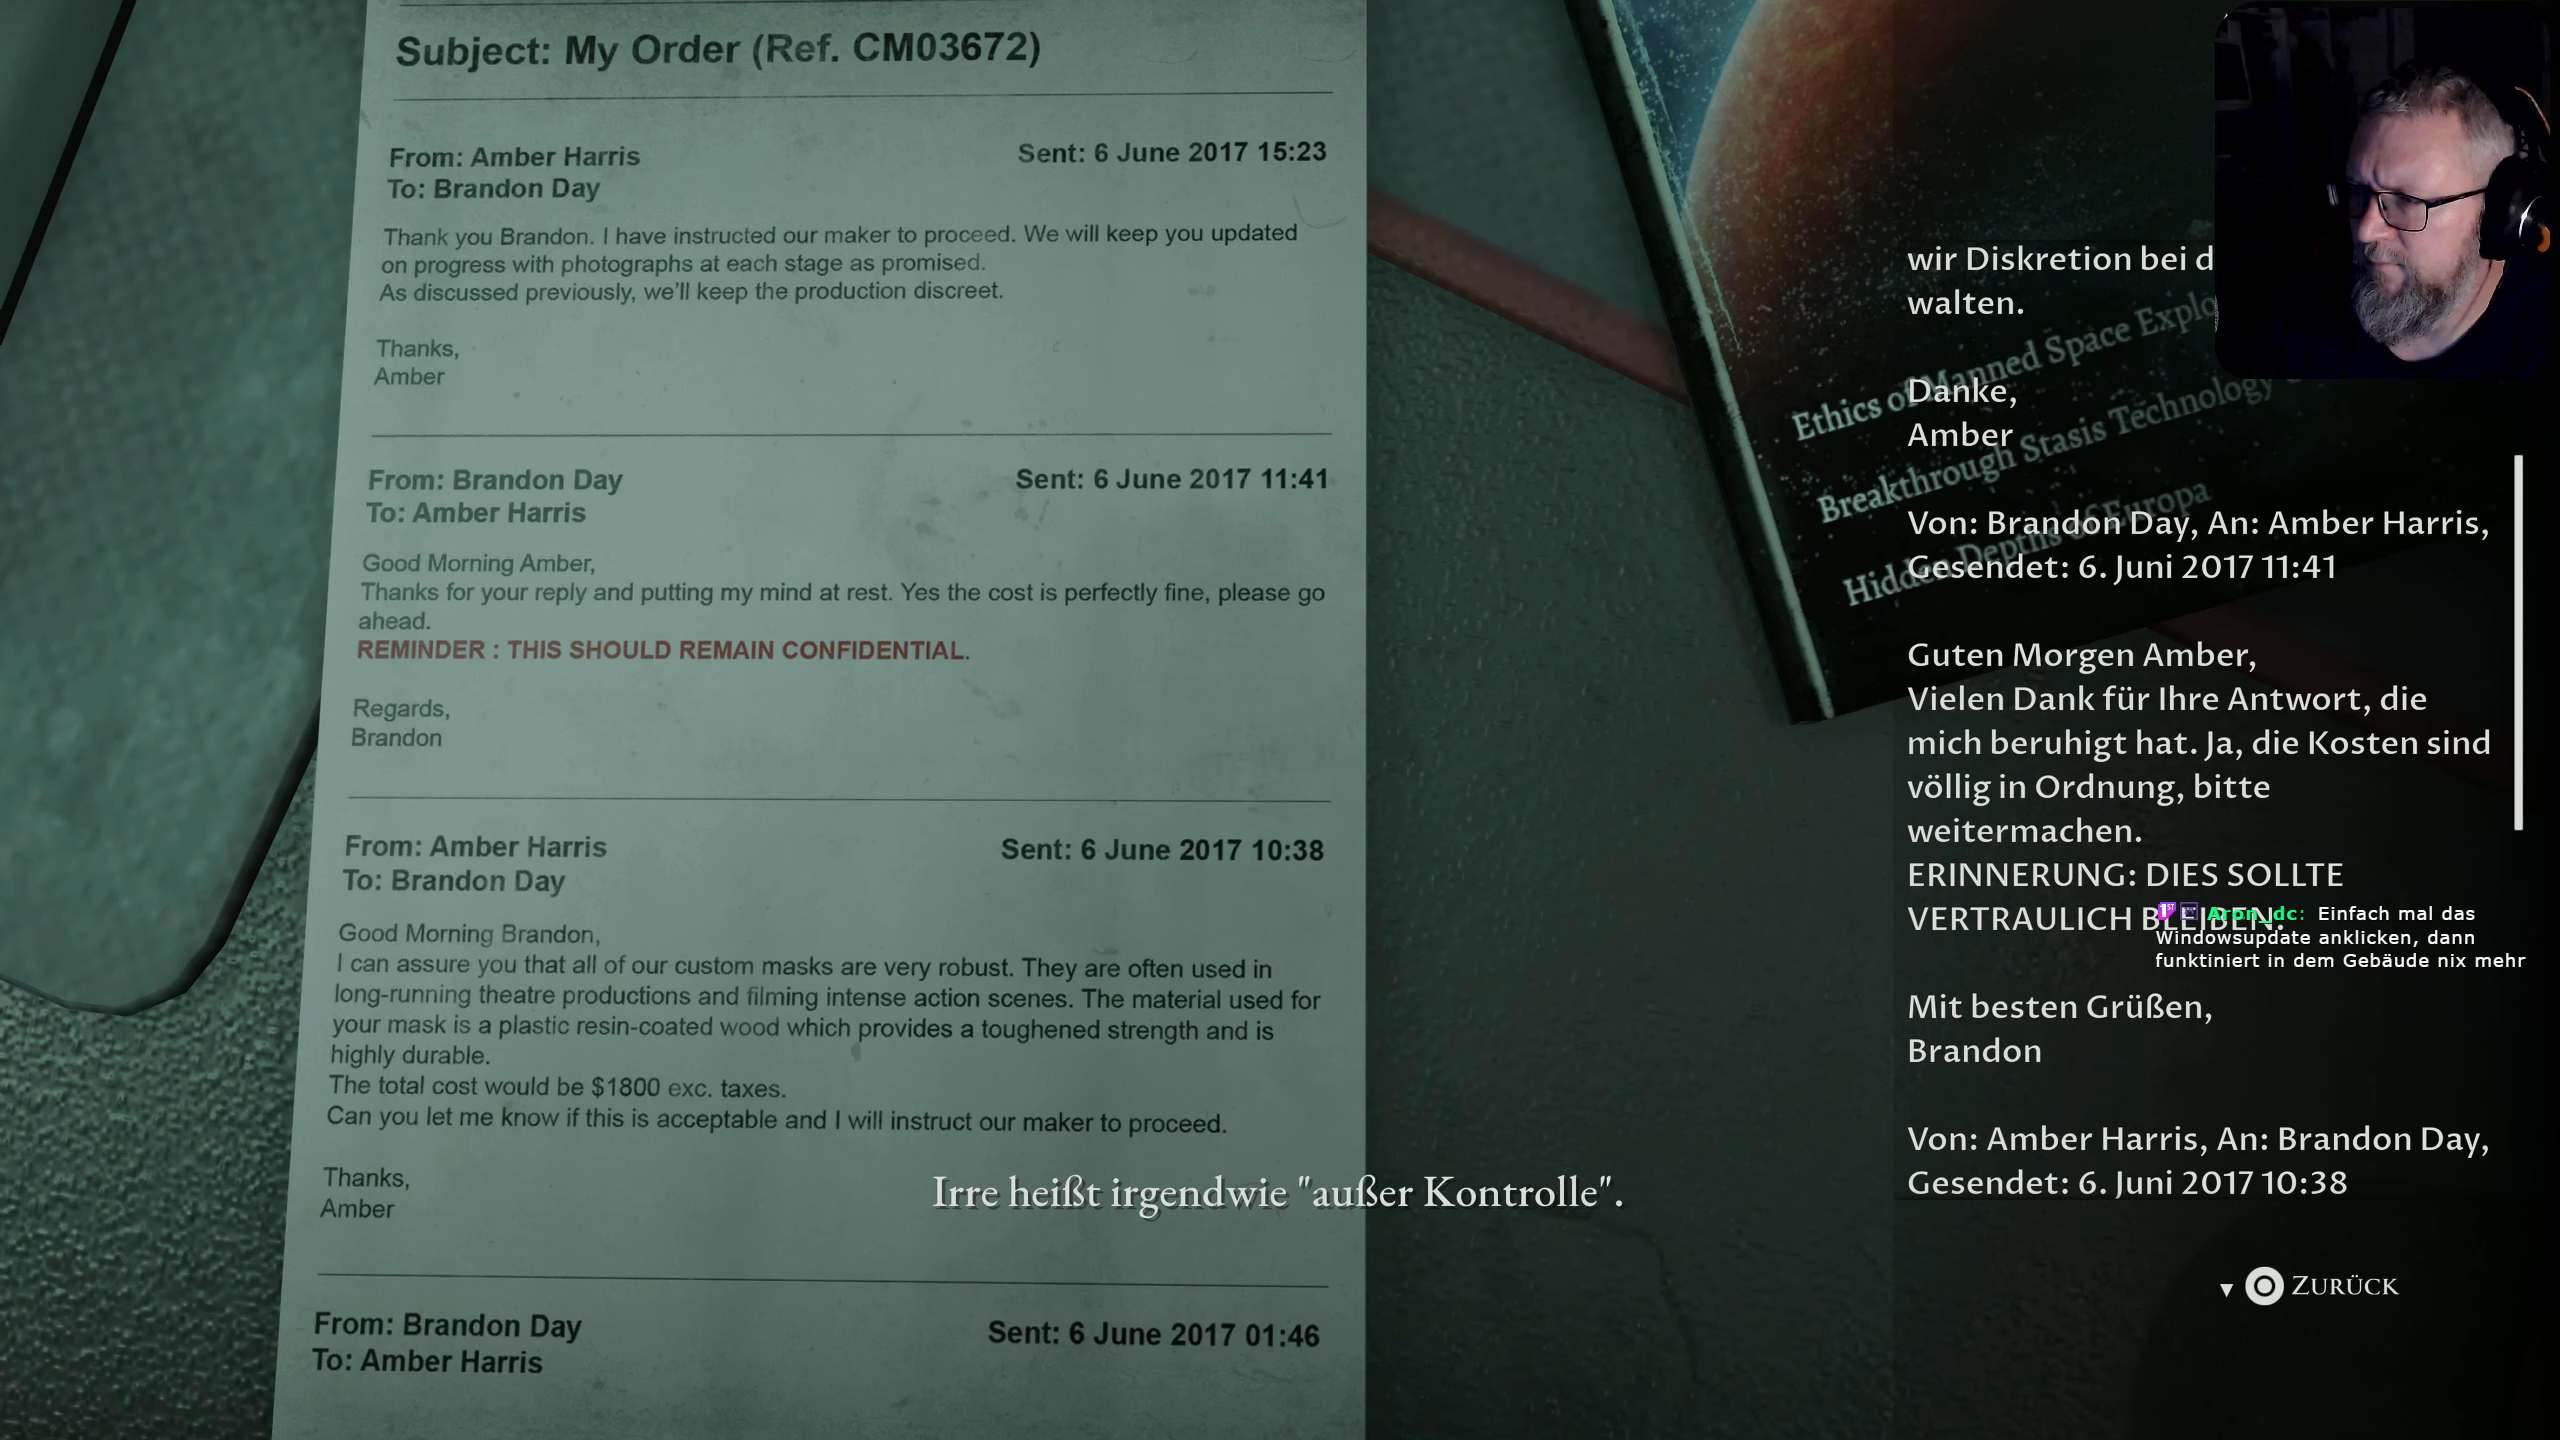 Subject: My Order (Ref. CM03672)
From: Amber Harris
Sent: 6 June 2017 15:23
To: Brandon Day
Thank you Brandon. I have instructed our maker to proceed. We will keep you updated
on progress with photographs at each stage as promised.
As discussed previously, we'll keep the production discreet.
Thanks,
Amber
From: Brandon Day
Sent: 6 June 2017 11:41
To: Amber Harris
Good Morning Amber,
Thanks for your reply and putting my mind at rest. Yes the cost is perfectly fine, please go
ahead.
REMINDER : THIS SHOULD REMAIN CONFIDENTIAL.
Regards,
Brandon
From: Amber Harris
Sent: 6 June 2017 10:38
To: Brandon Day
Good Morning Brandon,
I can assure you that all of our custom masks are very robust. They are often used in
long-running theatre productions and filming intense action scenes. The material used for
your mask is a plastic resin-coated wood which provides a toughened strength and is
highly durable.
The total cost would be $1800 exc. taxes.
Can you let me know if this is acceptable and I will instruct our maker to proceed.
Thanks,
Amber
From: Brandon Day
Sent: 6 June 2017 01:46
To: Amber Harris
Ethics of Manned Space
Breakthrough Stasis Technology
Hidden Depths of Europa
wir Diskretion bei
walten.
Danke,
Amber
Von: Brandon Day, An: Amber Harris,
Gesendet: 6. Juni 2017 11:41
Guten Morgen Amber,
Vielen Dank für Ihre Antwort, die
mich beruhigt hat. Ja, die Kosten sind
völlig in Ordnung, bitte
weitermachen.
ERINNERUNG: DIES SOLLTE
VERTRAULICH BLEIBEN.
Aron_dc: Einfach mal das
Windowsupdate anklicken, dann
funktiniert in dem Gebäude nix mehr
Mit besten Grüßen,
Brandon
Von: Amber Harris, An: Brandon Day,
Gesendet: 6. Juni 2017 10:38
Irre heißt irgendwie "außer Kontrolle".
ZURÜCK